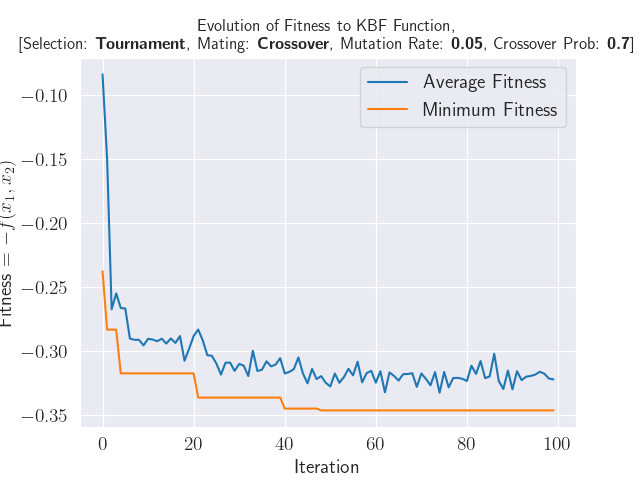 Evolution of Fitness to KBF Function,
[Selection: Tournament, Mating: Crossover, Mutation Rate: 0.05, Crossover Prob: 0.7]
Average Fitness
Minimum Fitness
Fitness = −f(x₁, x₂)
−0.10
−0.15
−0.20
−0.25
−0.30
−0.35
0 20 40 60 80 100
Iteration